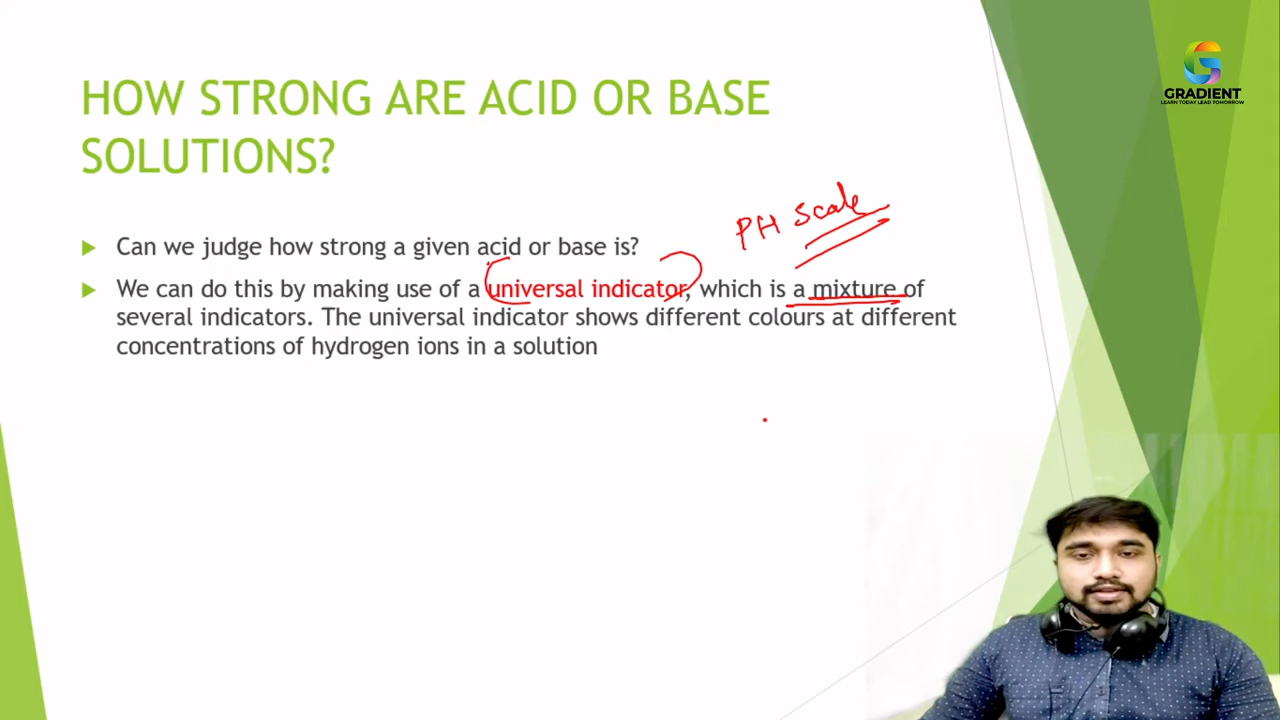 GRADIENT
LEARN TODAY LEAD TOMORROW
HOW STRONG ARE ACID OR BASE
SOLUTIONS?
PH Scale
Can we judge how strong a given acid or base is?
We can do this by making use of a universal indicator, which is a mixture of
several indicators. The universal indicator shows different colours at different
concentrations of hydrogen ions in a solution